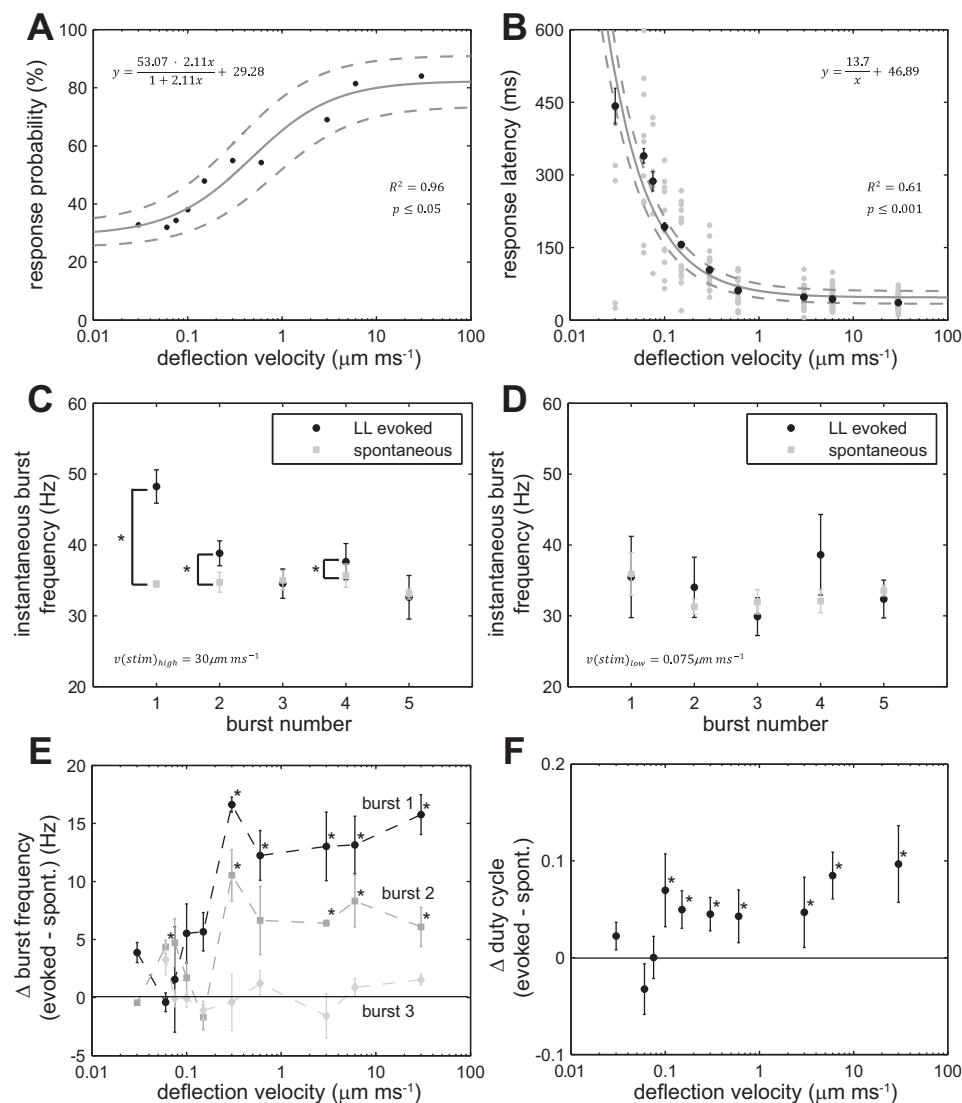 A
response probability (%)
100
80
60
40
20
0
y = 53.07 · 2.11x / 1 + 2.11x + 29.28
R² = 0.96
p ≤ 0.05
0.01 0.1 1 10 100
deflection velocity (μm ms⁻¹)
B
response latency (ms)
600
450
300
150
0
y = 13.7 / x + 46.89
R² = 0.61
p ≤ 0.001
0.01 0.1 1 10 100
deflection velocity (μm ms⁻¹)
C
instantaneous burst
frequency (Hz)
60
50
40
30
20
LL evoked
spontaneous
*
*
*
v(stim)high = 30μm ms⁻¹
1 2 3 4 5
burst number
D
instantaneous burst
frequency (Hz)
60
50
40
30
20
LL evoked
spontaneous
v(stim)low = 0.075μm ms⁻¹
1 2 3 4 5
burst number
E
Δ burst frequency
(evoked - spont.) (Hz)
20
15
10
5
0
-5
burst 1
burst 2
burst 3
* * * * *
* * * * *
0.01 0.1 1 10 100
deflection velocity (μm ms⁻¹)
F
Δ duty cycle
(evoked - spont.)
0.2
0.1
0
-0.1
* * * * * * *
0.01 0.1 1 10 100
deflection velocity (μm ms⁻¹)